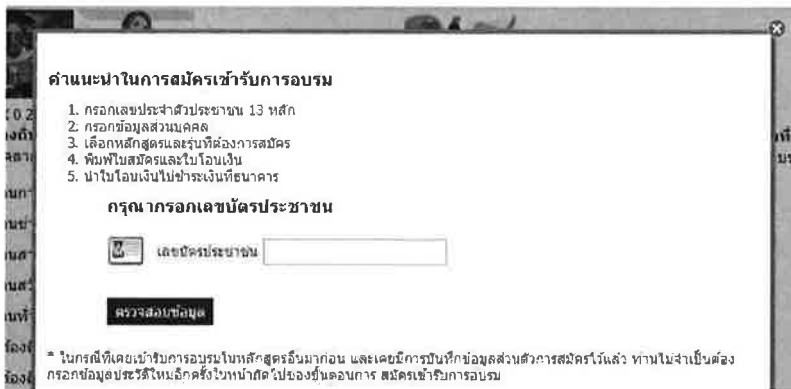 คำแนะนำในการสมัครเข้ารับการอบรม
1. กรอกเลขประจำตัวประชาชน 13 หลัก
2. กรอกข้อมูลส่วนบุคคล
3. เลือกหลักสูตรและรุ่นที่ต้องการสมัคร
4. พิมพ์ใบสมัครและใบโอนเงิน
5. นำใบโอนเงินไปชำระเงินที่ธนาคาร
กรุณากรอกเลขบัตรประชาชน
เลขบัตรประชาชน
ตรวจสอบข้อมูล
* ในกรณีที่เคยเข้ารับการอบรมในหลักสูตรอื่นมาก่อน และเคยมีการบันทึกข้อมูลส่วนตัวการสมัครไว้แล้ว ท่านไม่จำเป็นต้อง
กรอกข้อมูลประวัติใหม่อีกครั้งในหน้าถัดไปของขั้นตอนการ สมัครเข้ารับการอบรม